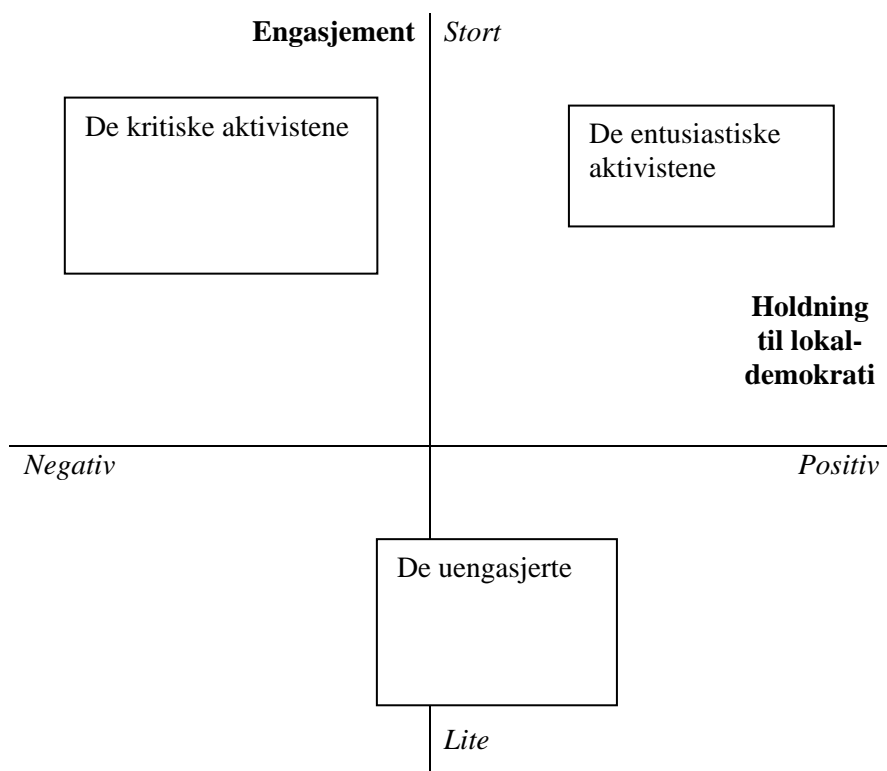 Engasjement Stort
De kritiske aktivistene
De entusiastiske
aktivistene
Holdning
til lokal-
demokrati
Negativ
Positiv
De uengasjerte
Lite